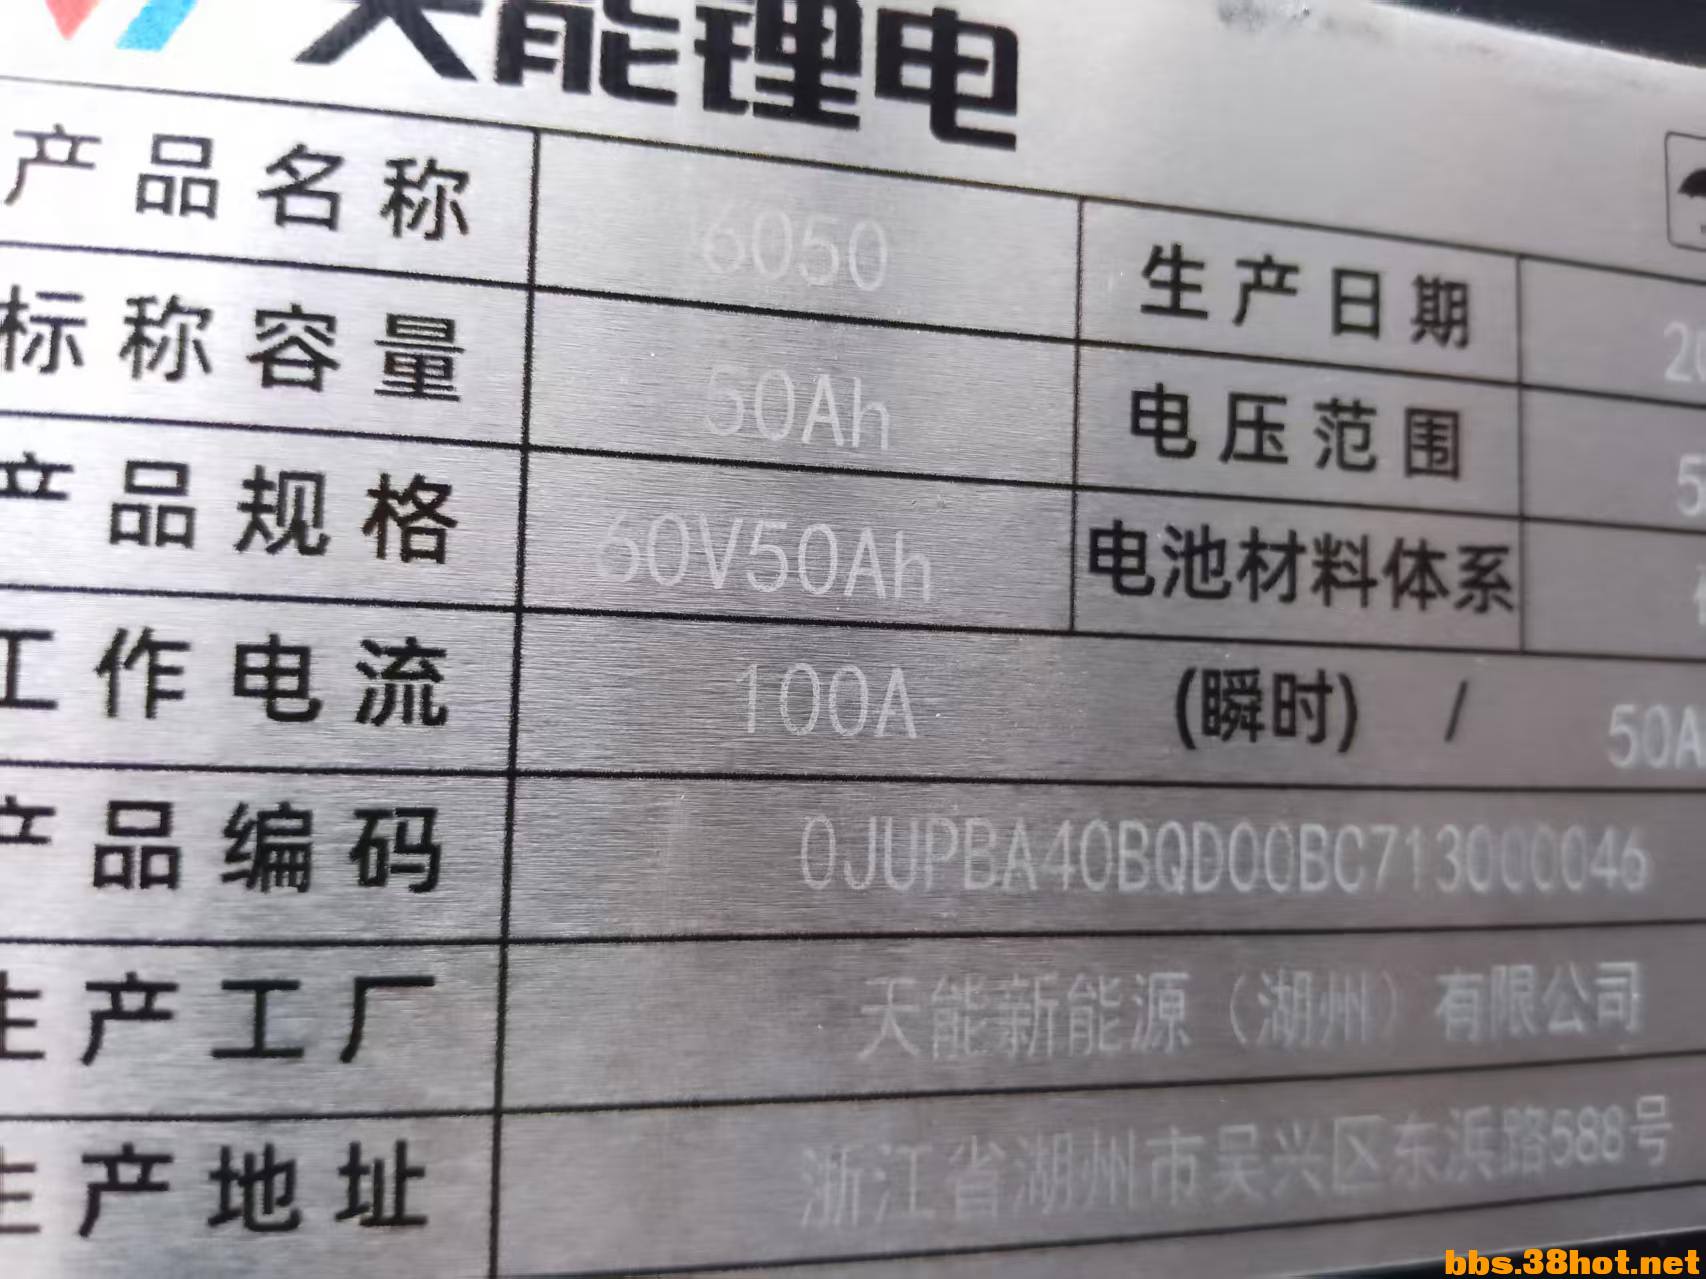 天能锂电
产品名称 6050 生产日期 20
标称容量 50Ah 电压范围 5
产品规格 60V50Ah 电池材料体系
工作电流 100A (瞬时) / 50A
产品编码 0JUPBA40BQD00BC713000046
生产工厂 天能新能源（湖州）有限公司
生产地址 浙江省湖州市吴兴区东浜路588号
bbs.38hot.net